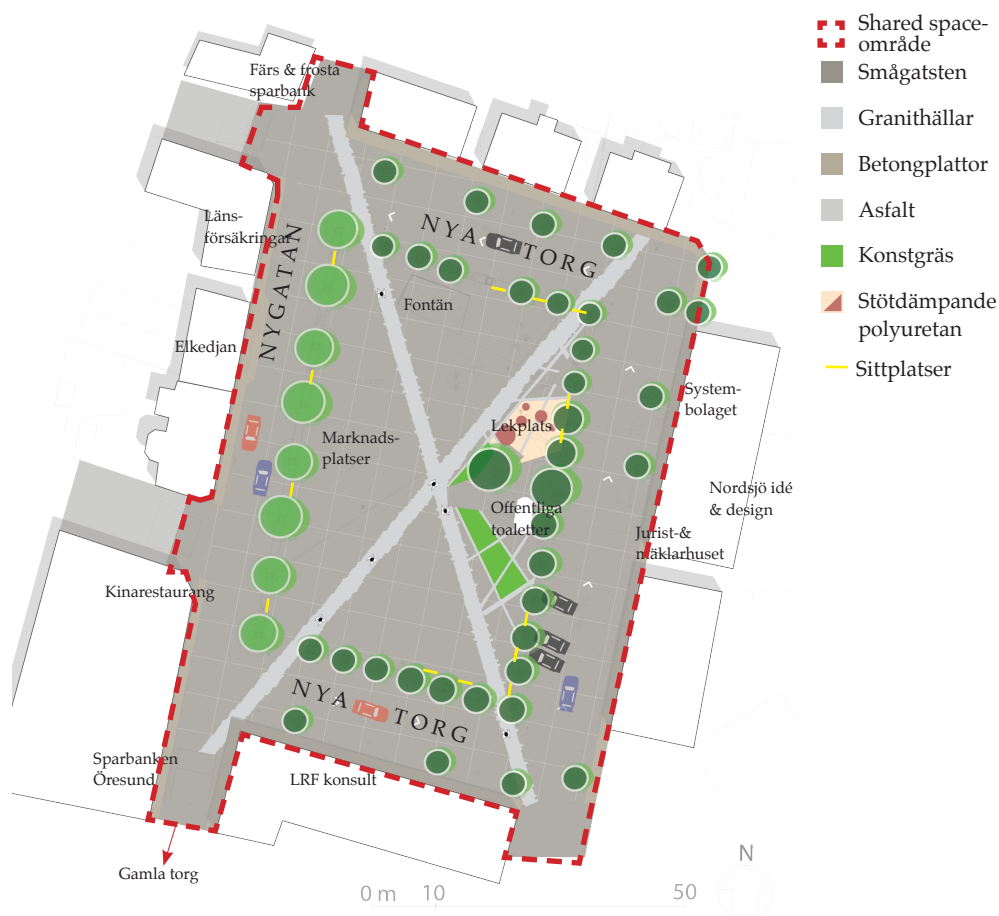 Färs & frosta
sparbank
Läns-
försäkringar
NYGATAN
Elkedjan
NYA TORG
Fontän
Marknads-
platser
Lekplats
Offentliga
toaletter
System-
bolaget
Nordsjö idé
& design
Jurist-&
mäklarhuset
Kinarestaurang
NYA TORG
Sparbanken
Öresund
LRF konsult
Gamla torg
0 m 10 50
N
Shared space-
område
Smågatsten
Granithällar
Betongplattor
Asfalt
Konstgräs
Stötdämpande
polyuretan
Sittplatser